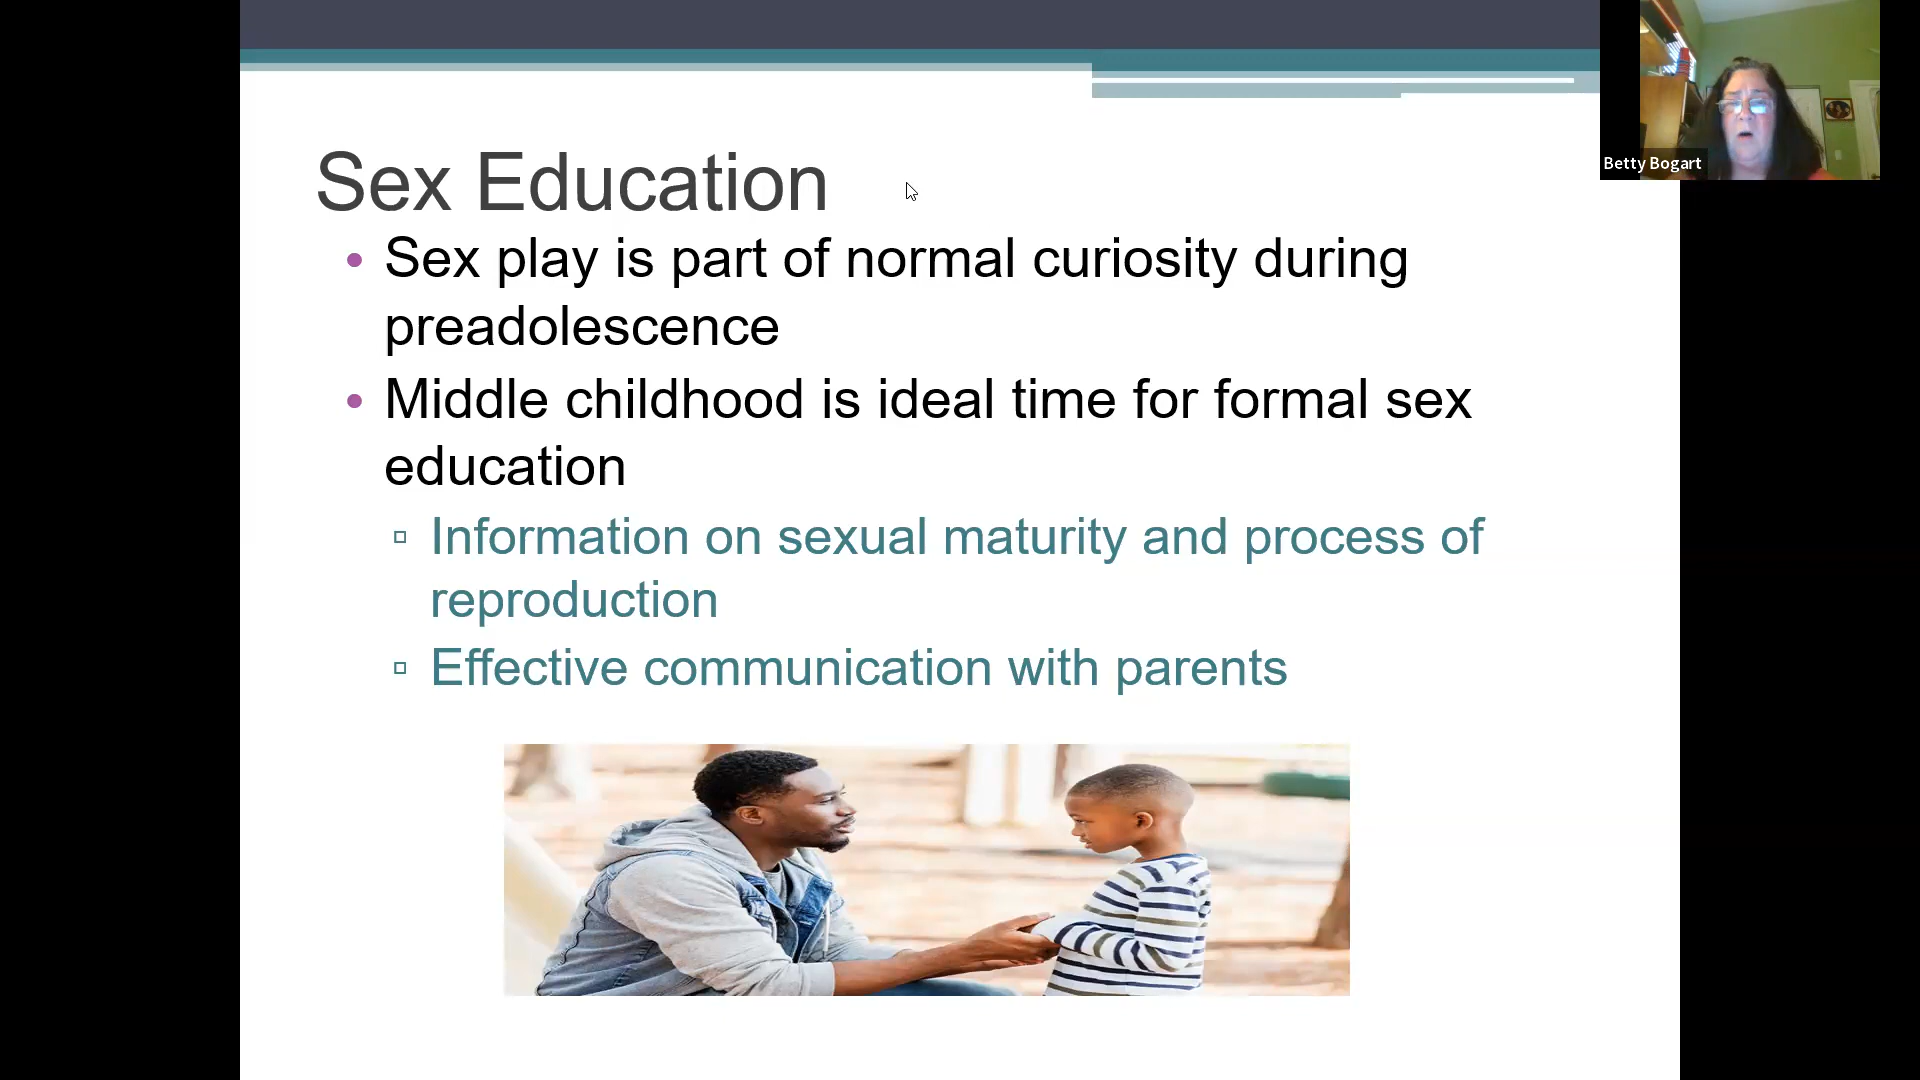 Betty Bogart
Sex Education
• Sex play is part of normal curiosity during
preadolescence
• Middle childhood is ideal time for formal sex
education
▫ Information on sexual maturity and process of
reproduction
▫ Effective communication with parents